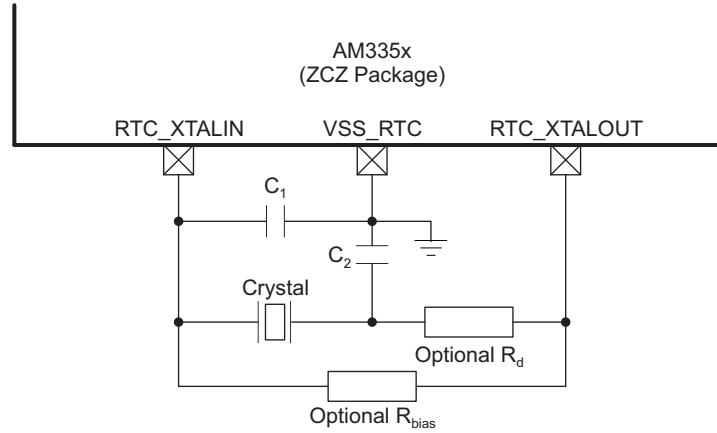 AM335x
(ZCZ Package)
RTC_XTALIN
VSS_RTC
RTC_XTALOUT
C1
C2
Crystal
Optional Rd
Optional Rbias